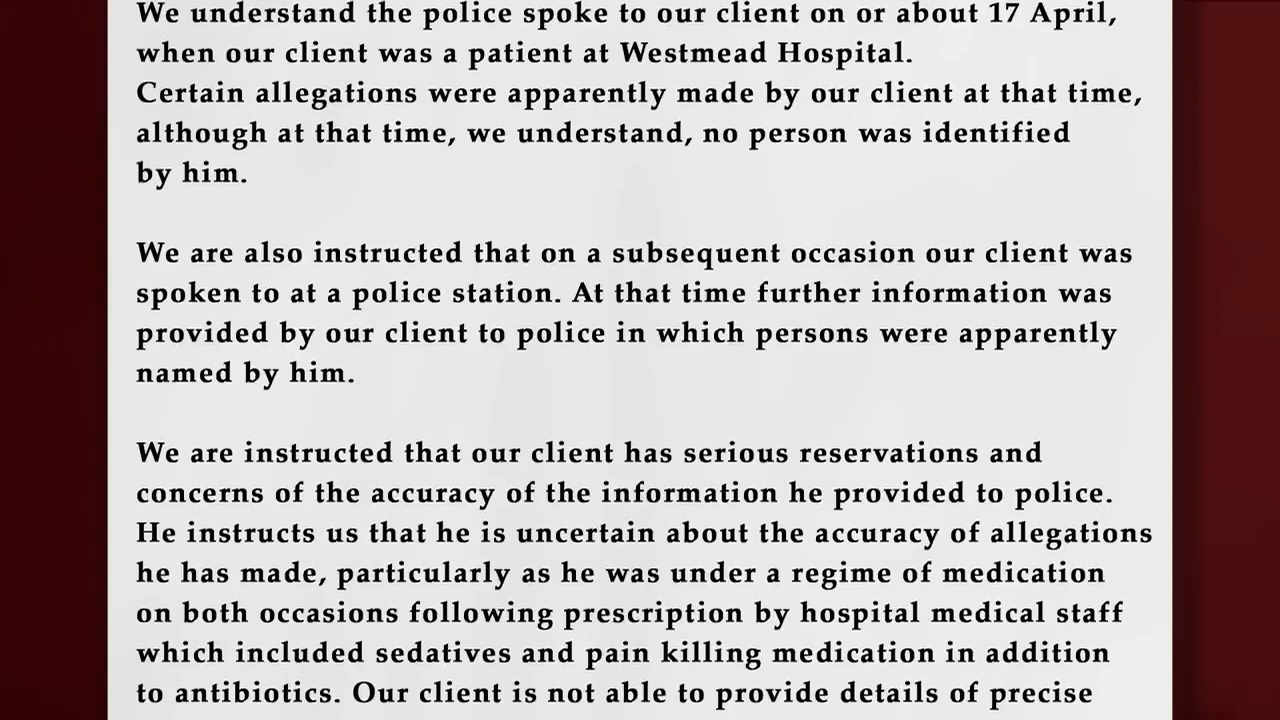 We understand the police spoke to our client on or about 17 April,
when our client was a patient at Westmead Hospital.
Certain allegations were apparently made by our client at that time,
although at that time, we understand, no person was identified
by him.
We are also instructed that on a subsequent occasion our client was
spoken to at a police station. At that time further information was
provided by our client to police in which persons were apparently
named by him.
We are instructed that our client has serious reservations and
concerns of the accuracy of the information he provided to police.
He instructs us that he is uncertain about the accuracy of allegations
he has made, particularly as he was under a regime of medication
on both occasions following prescription by hospital medical staff
which included sedatives and pain killing medication in addition
to antibiotics. Our client is not able to provide details of precise